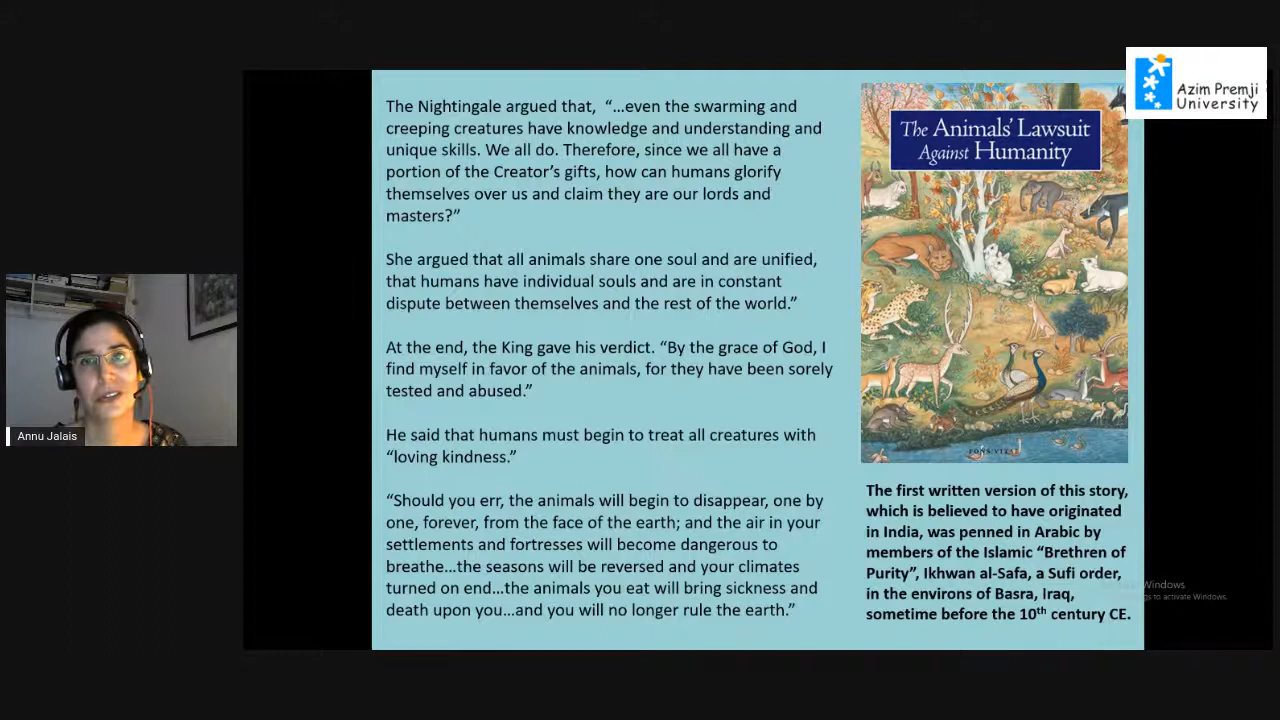 The Nightingale argued that, “…even the swarming and
creeping creatures have knowledge and understanding and
unique skills. We all do. Therefore, since we all have a
portion of the Creator’s gifts, how can humans glorify
themselves over us and claim they are our lords and
masters?”
She argued that all animals share one soul and are unified,
that humans have individual souls and are in constant
dispute between themselves and the rest of the world.”
At the end, the King gave his verdict. “By the grace of God, I
find myself in favor of the animals, for they have been sorely
tested and abused.”
He said that humans must begin to treat all creatures with
“loving kindness.”
“Should you err, the animals will begin to disappear, one by
one, forever, from the face of the earth; and the air in your
settlements and fortresses will become dangerous to
breathe…the seasons will be reversed and your climates
turned on end…the animals you eat will bring sickness and
death upon you…and you will no longer rule the earth.”
The Animals’ Lawsuit
Against Humanity
FONS VITAE
The first written version of this story,
which is believed to have originated
in India, was penned in Arabic by
members of the Islamic “Brethren of
Purity”, Ikhwan al-Safa, a Sufi order,
in the environs of Basra, Iraq,
sometime before the 10th century CE.
Azim Premji
University
Annu Jalais
Windows
to activate Windows.